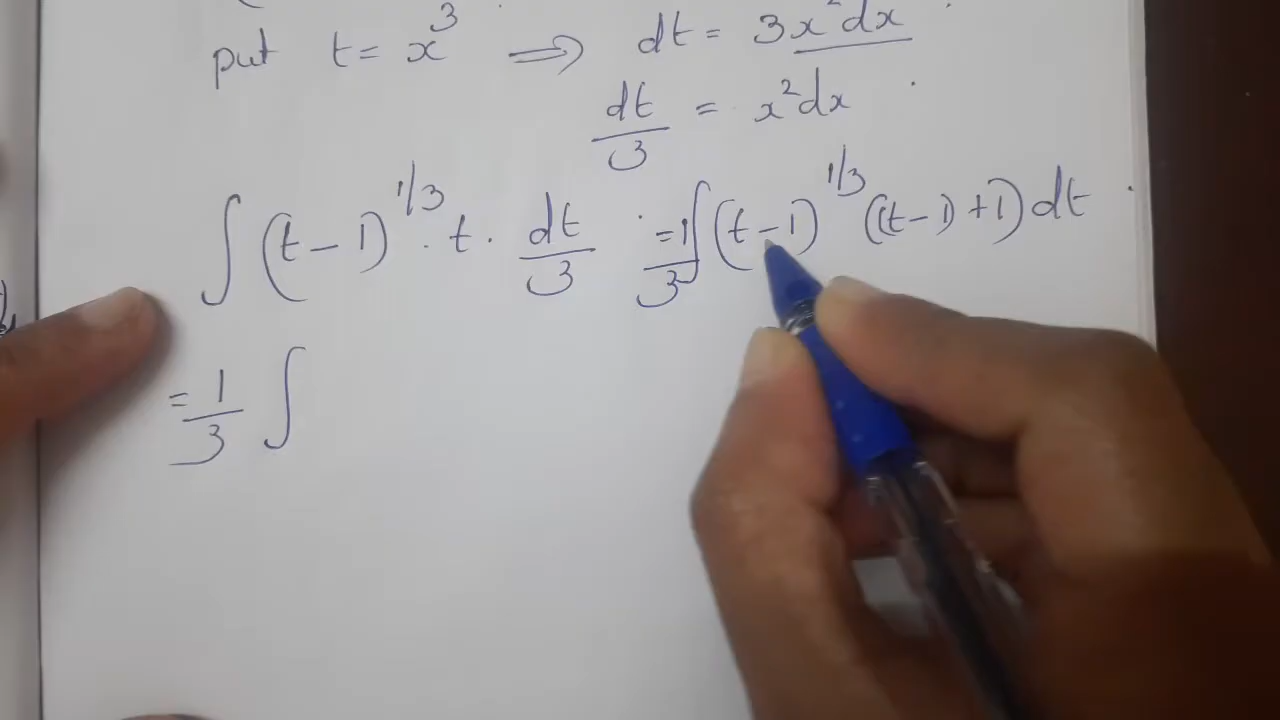 put t = x³ ⟹ dt = 3x²dx
dt/3 = x²dx
∫ (t-1)^1/3 . t . dt/3 = 1/3 ∫ (t-1)^1/3 ((t-1)+1) dt
= 1/3 ∫